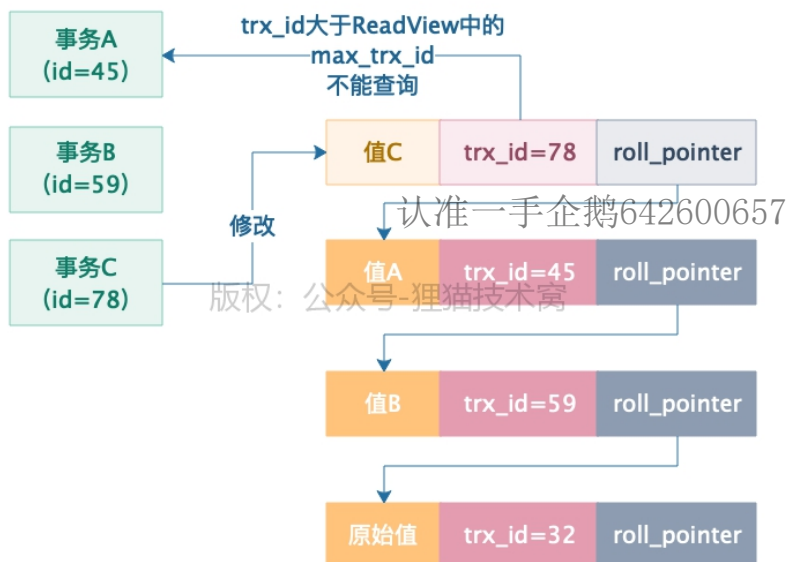 事务A
(id=45)
trx_id大于ReadView中的
max_trx_id
不能查询
事务B
(id=59)
值C trx_id=78 roll_pointer
认准一手企鹅642600657
修改
事务C
(id=78)
值A trx_id=45 roll_pointer
版权：公众号-狸猫技术窝
值B trx_id=59 roll_pointer
原始值 trx_id=32 roll_pointer